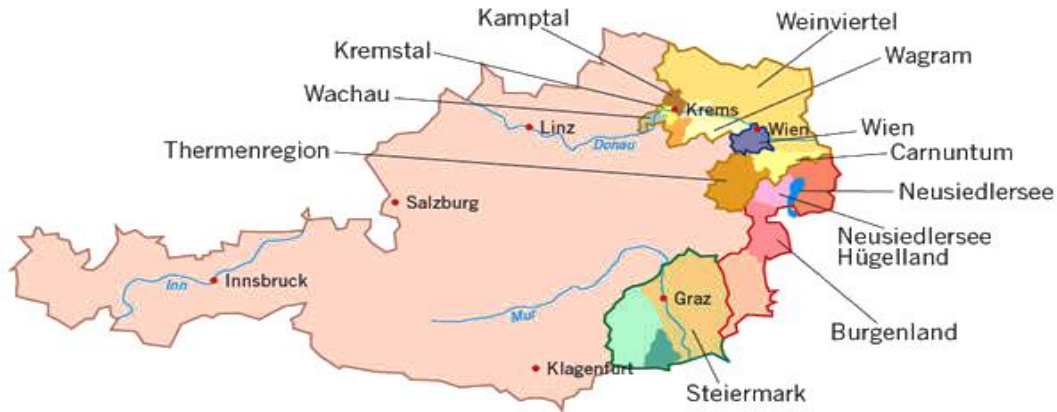 Kamptal
Weinviertel
Kremstal
Wagram
Wachau
Krems
Linz
Donau
Wien
Wien
Thermenregion
Carnuntum
Neusiedlersee
Salzburg
Neusiedlersee
Hügelland
Inn
Innsbruck
Graz
Mur
Burgenland
Klagenfurt
Steiermark